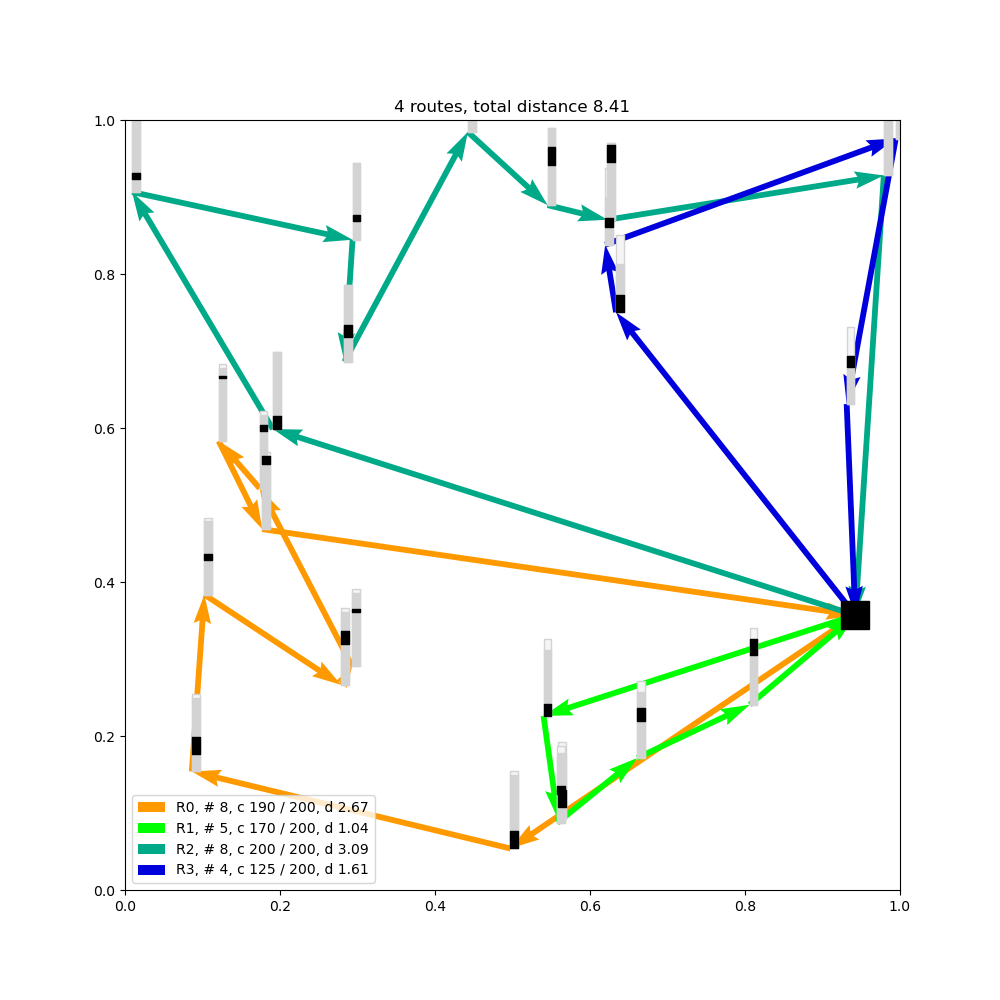 4 routes, total distance 8.41
1.0
0.8
0.6
0.4
0.2
0.0
R0, # 8, c 190 / 200, d 2.67
R1, # 5, c 170 / 200, d 1.04
R2, # 8, c 200 / 200, d 3.09
R3, # 4, c 125 / 200, d 1.61
0.0 0.2 0.4 0.6 0.8 1.0